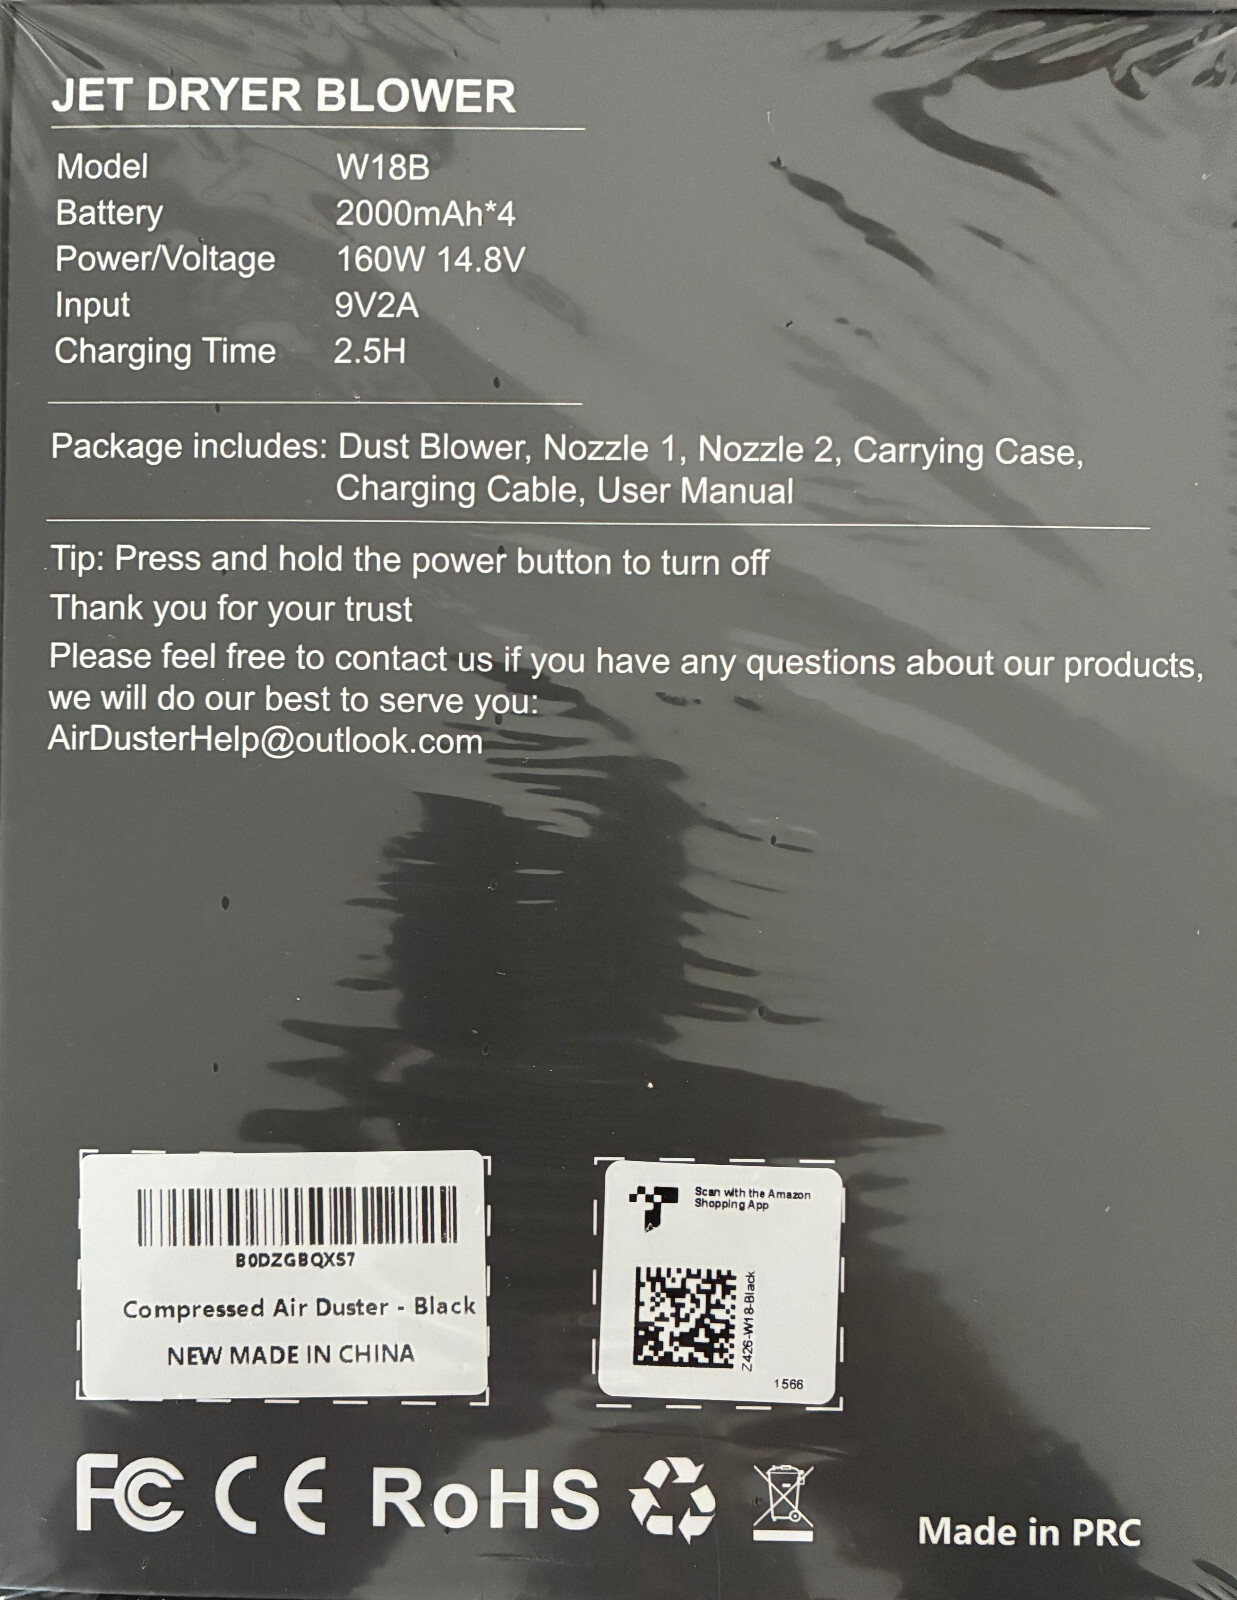 JET DRYER BLOWER
Model W18B
Battery 2000mAh*4
Power/Voltage 160W 14.8V
Input 9V2A
Charging Time 2.5H
Package includes: Dust Blower, Nozzle 1, Nozzle 2, Carrying Case,
Charging Cable, User Manual
Tip: Press and hold the power button to turn off
Thank you for your trust
Please feel free to contact us if you have any questions about our products,
we will do our best to serve you:
AirDusterHelp@outlook.com
B0DZGBQXS7
Compressed Air Duster - Black
NEW MADE IN CHINA
Scan with the Amazon
Shopping App
Z426-W18-Black
1566
FC CE RoHS
Made in PRC